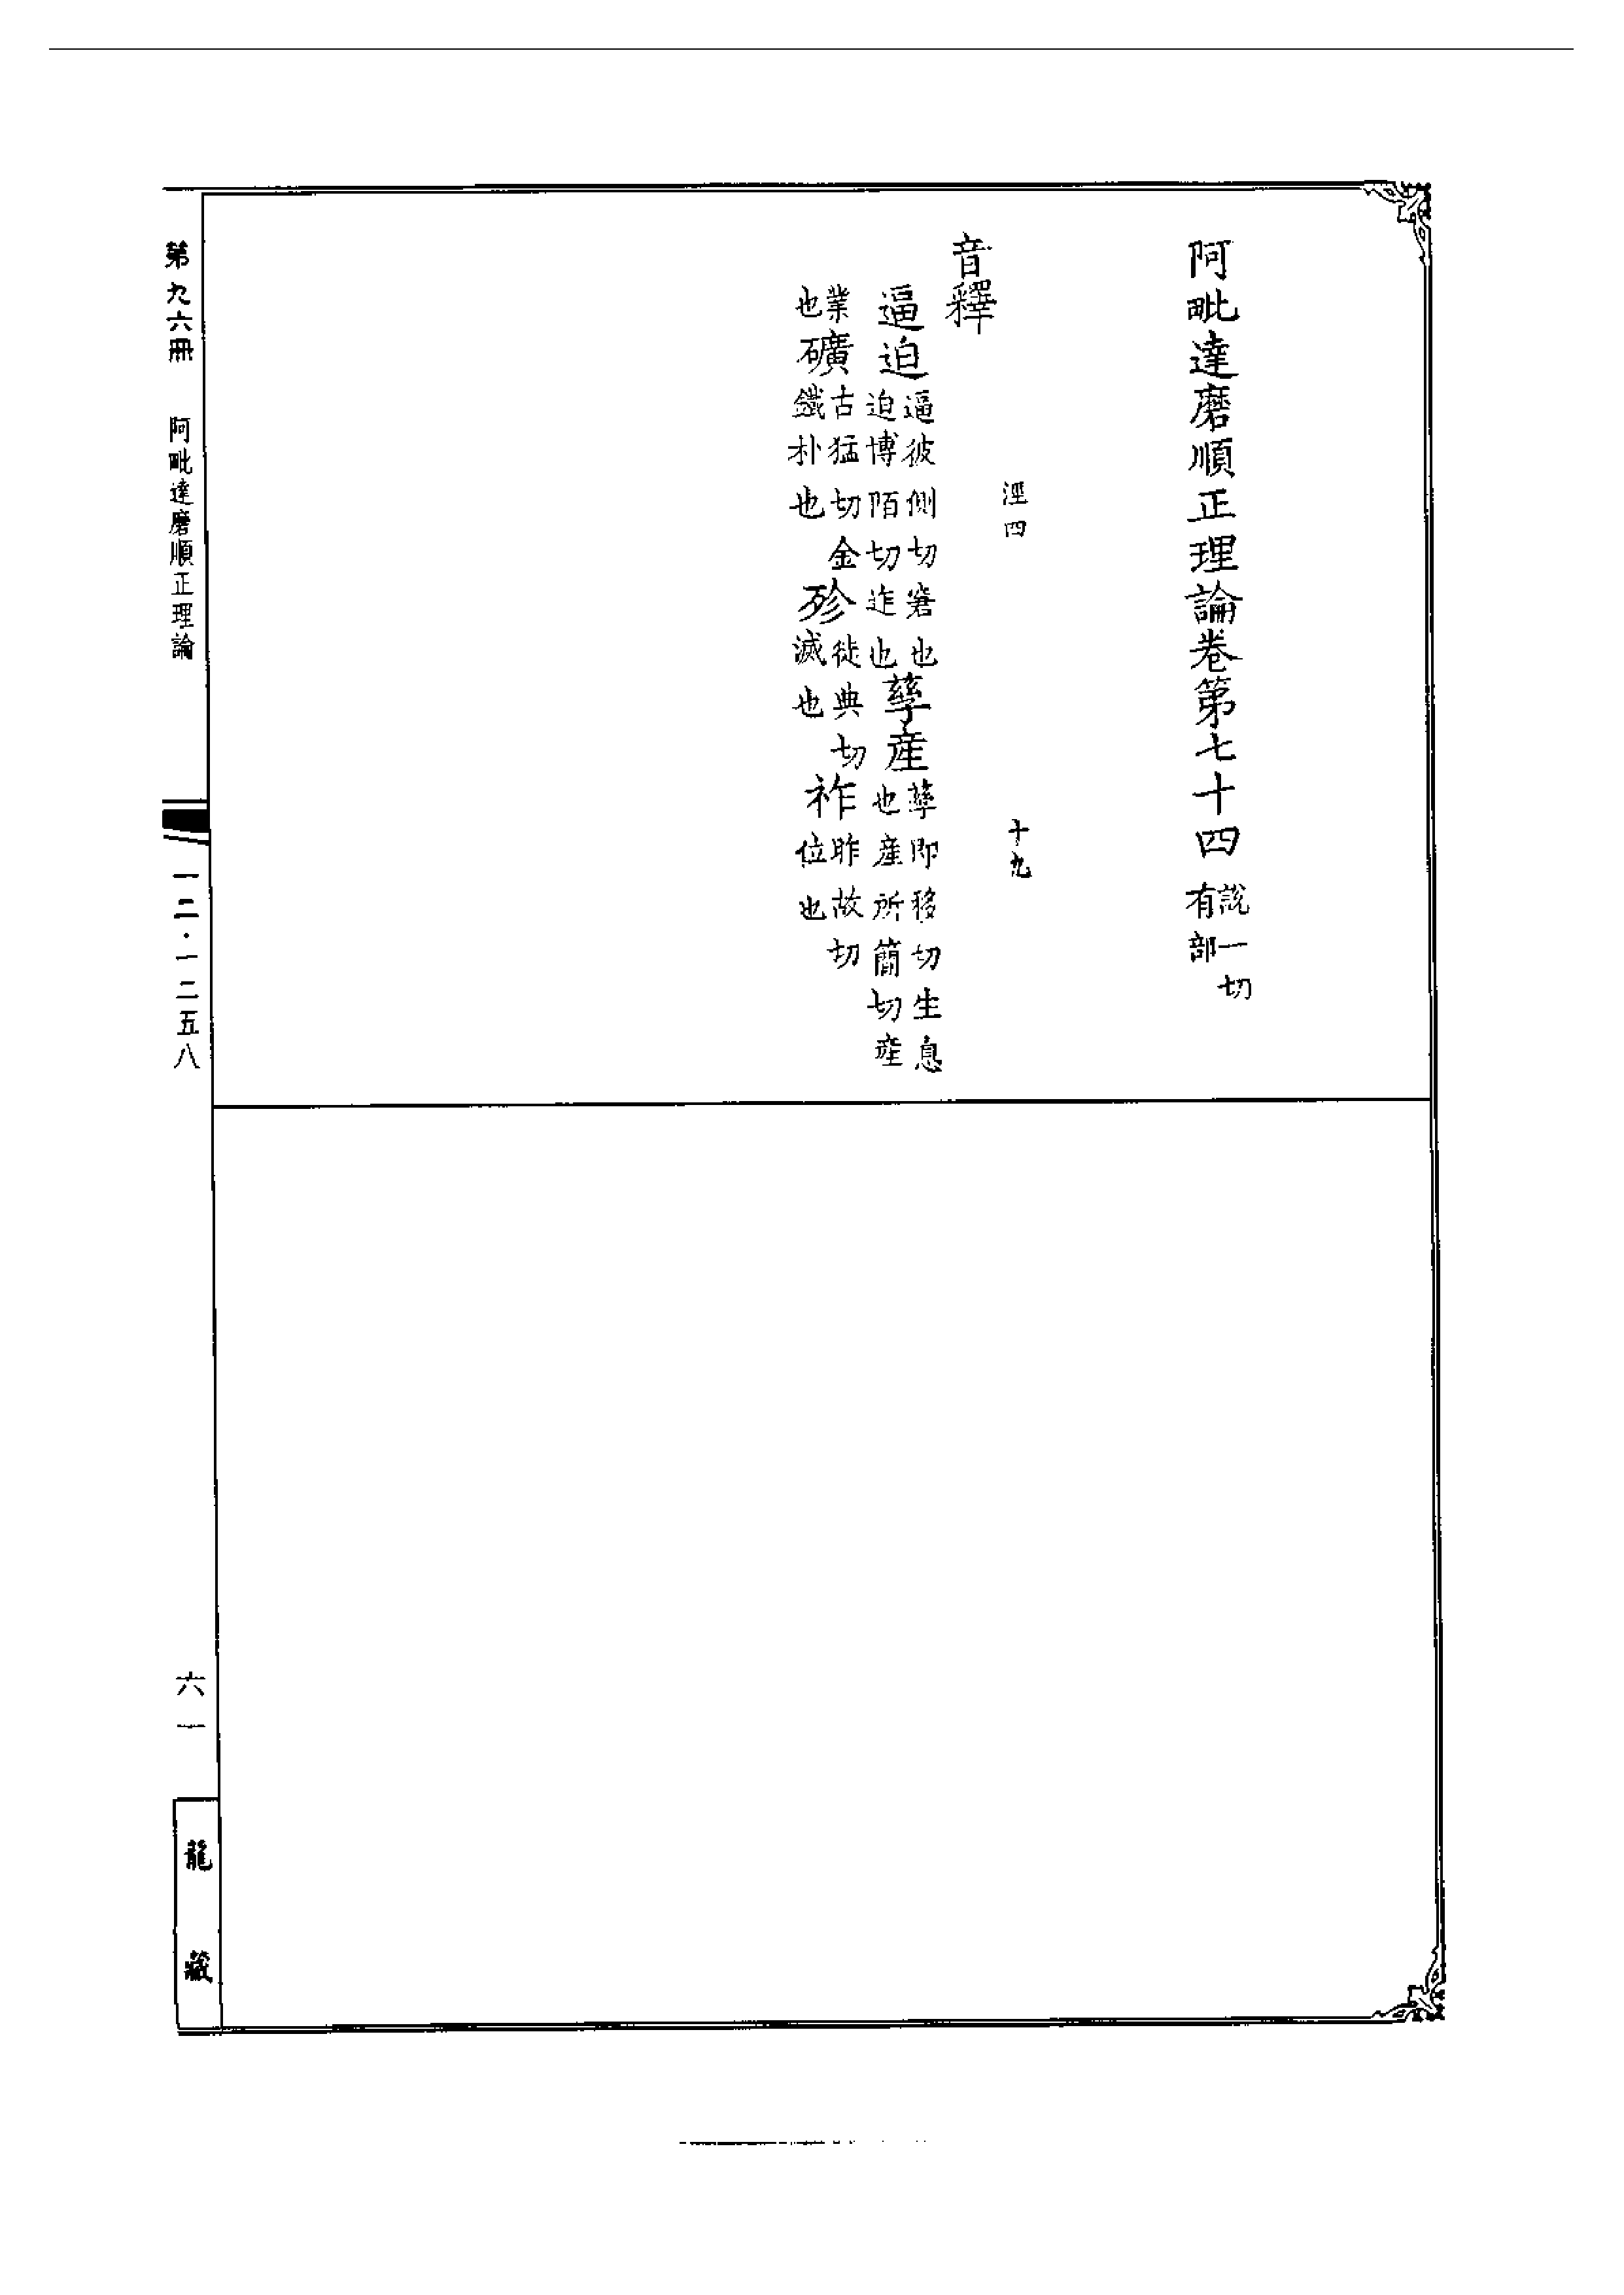 阿毗達磨順正理論卷第七十四 說一切有部
涇四 十九
音釋
逼迫 逼彼側切窘也迫博陌切迮也 孳產 孳即移切生息也產所簡切產
業也 礦 古猛切金鐵朴也 殄 徒典切滅也 祚 昨故切位也
第九六冊 阿毗達磨順正理論 一二·一二五八 六一 龍藏